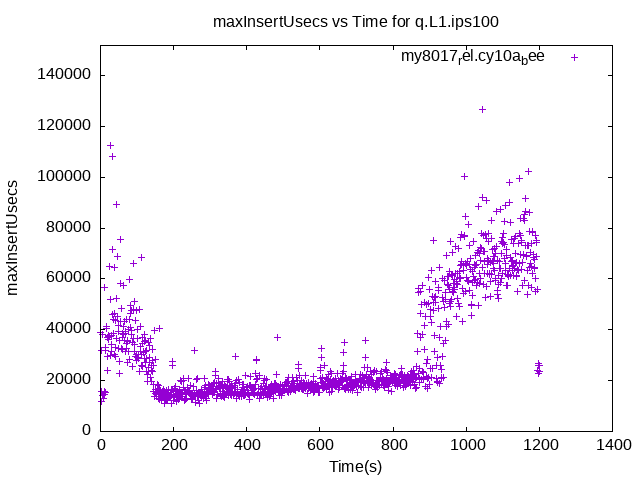 maxInsertUsecs vs Time for q.L1.ips100
my8017rel.cy10abee
140000
120000
100000
80000
60000
40000
20000
0
maxInsertUsecs
0 200 400 600 800 1000 1200 1400
Time(s)